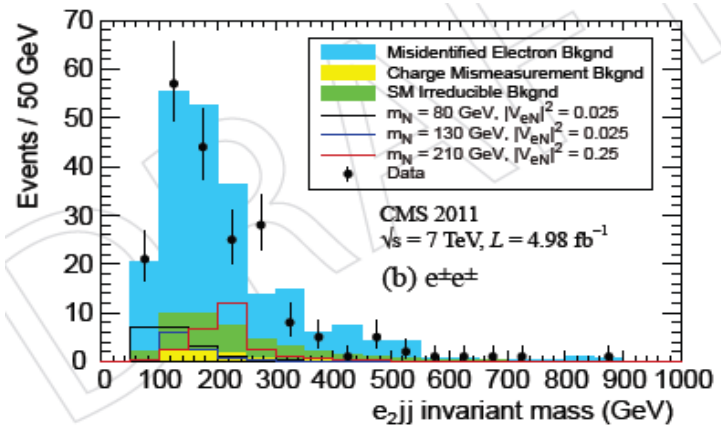 70
60
50
40
30
20
10
0
Events / 50 GeV
Misidentified Electron Bkgnd
Charge Mismeasurement Bkgnd
SM Irreducible Bkgnd
m_N = 80 GeV, |V_eN|² = 0.025
m_N = 130 GeV, |V_eN|² = 0.025
m_N = 210 GeV, |V_eN|² = 0.25
Data
CMS 2011
√s = 7 TeV, L = 4.98 fb⁻¹
(b) e±e±
100 200 300 400 500 600 700 800 900 1000
e₂jj invariant mass (GeV)
DRAFT